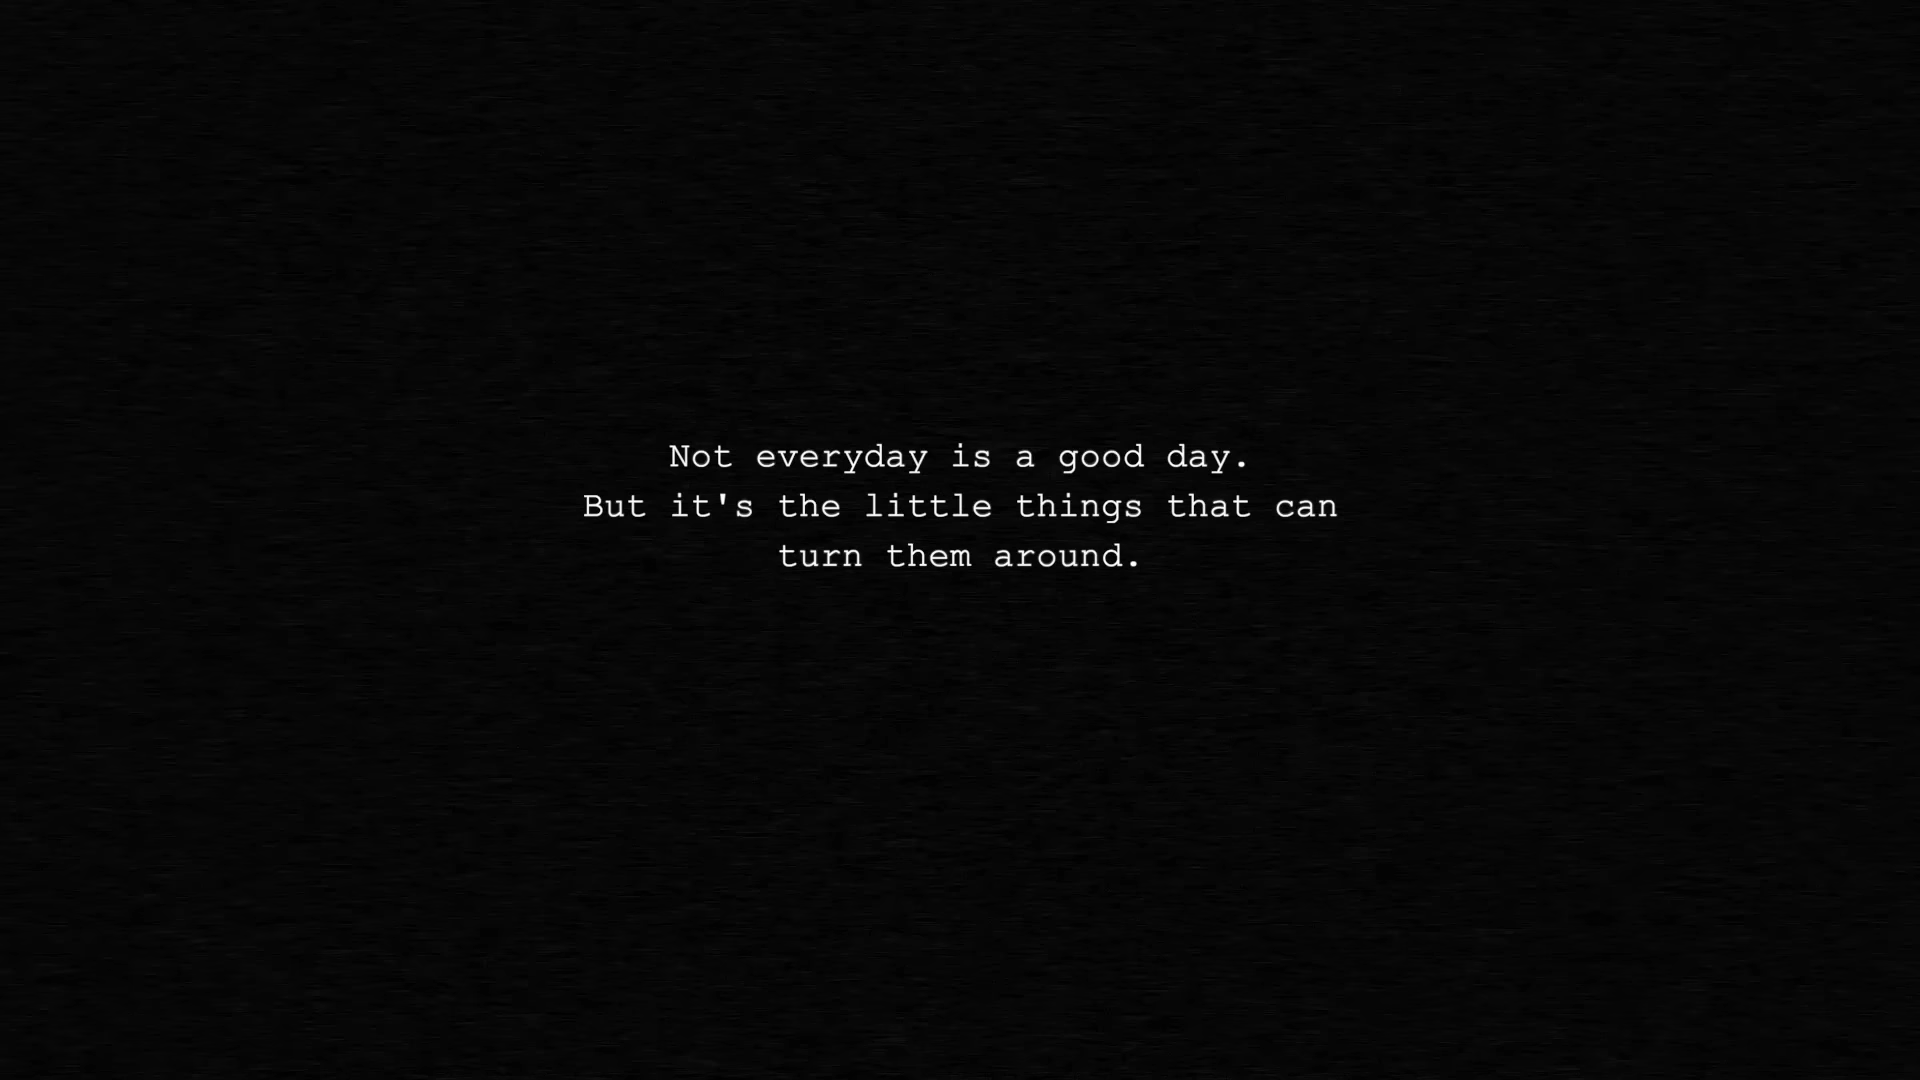 Not everyday is a good day.
But it's the little things that can
turn them around.